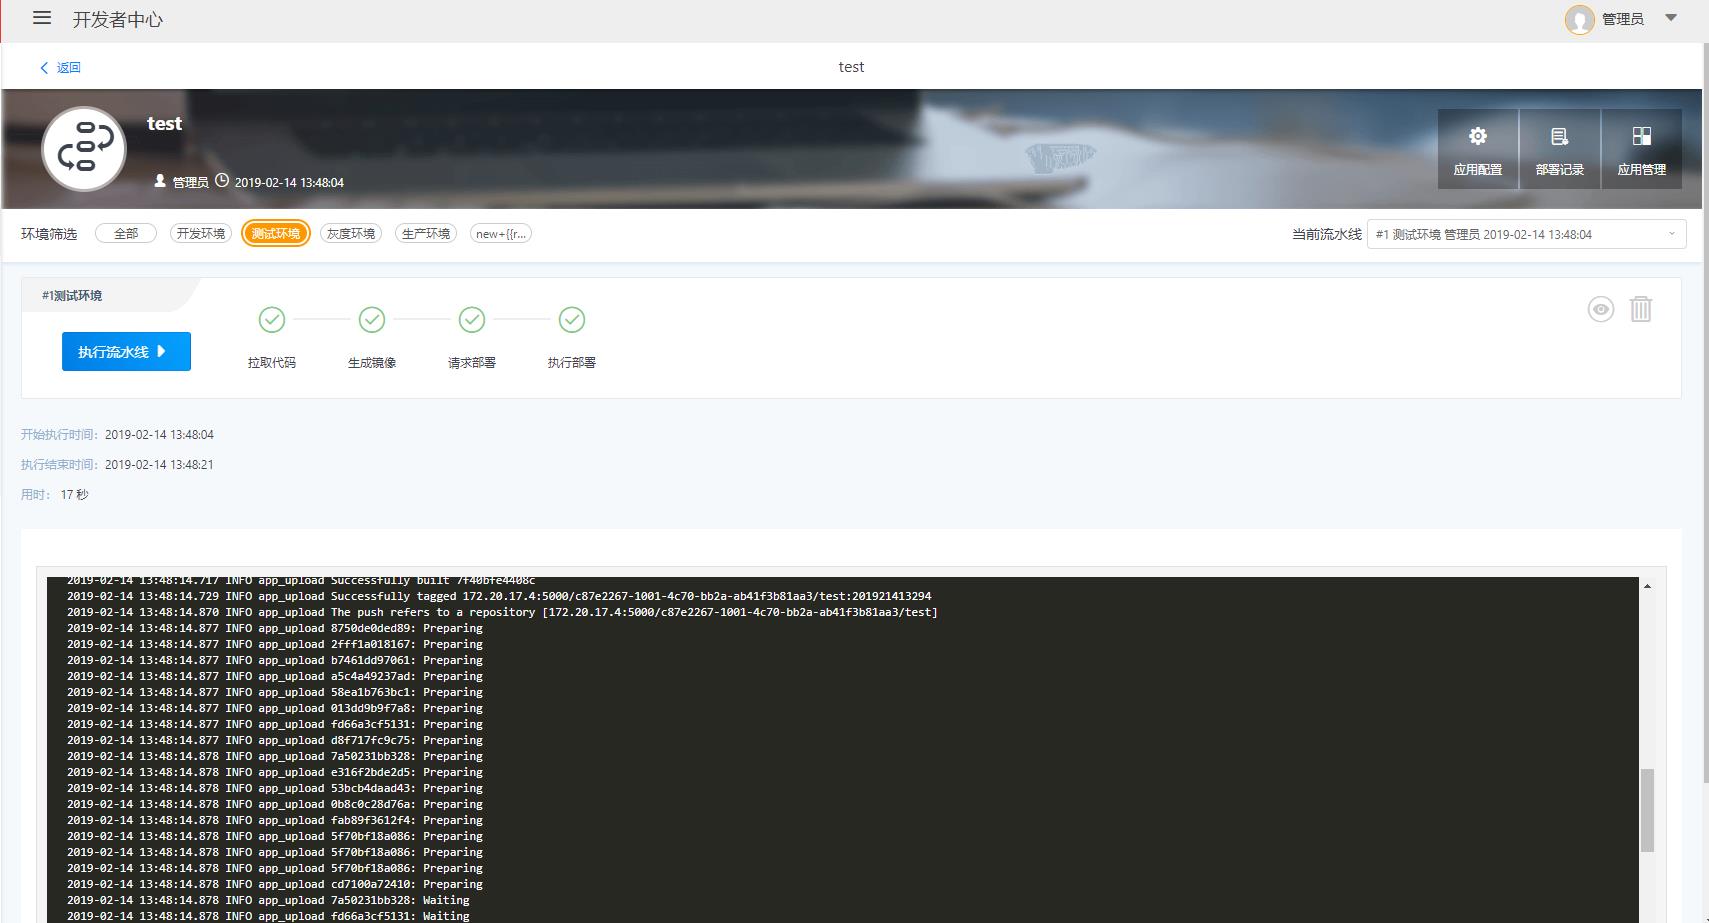 开发者中心
管理员
返回
test
test
管理员 2019-02-14 13:48:04
应用配置
部署记录
应用管理
环境筛选 全部 开发环境 测试环境 灰度环境 生产环境 new+{{r...
当前流水线 #1 测试环境 管理员 2019-02-14 13:48:04
#1测试环境
执行流水线
拉取代码 生成镜像 请求部署 执行部署
开始执行时间: 2019-02-14 13:48:04
执行结束时间: 2019-02-14 13:48:21
用时: 17 秒
2019-02-14 13:48:14.717 INFO app_upload Successfully built 7f40bfe4408c
2019-02-14 13:48:14.729 INFO app_upload Successfully tagged 172.20.17.4:5000/c87e2267-1001-4c70-bb2a-ab41f3b81aa3/test:201921413294
2019-02-14 13:48:14.870 INFO app_upload The push refers to a repository [172.20.17.4:5000/c87e2267-1001-4c70-bb2a-ab41f3b81aa3/test]
2019-02-14 13:48:14.877 INFO app_upload 8750de0ded89: Preparing
2019-02-14 13:48:14.877 INFO app_upload 2fff1a018167: Preparing
2019-02-14 13:48:14.877 INFO app_upload b7461dd97061: Preparing
2019-02-14 13:48:14.877 INFO app_upload a5c4a49237ad: Preparing
2019-02-14 13:48:14.877 INFO app_upload 58ea1b763bc1: Preparing
2019-02-14 13:48:14.877 INFO app_upload 013dd9b9f7a8: Preparing
2019-02-14 13:48:14.877 INFO app_upload fd66a3cf5131: Preparing
2019-02-14 13:48:14.877 INFO app_upload d8f717fc9c75: Preparing
2019-02-14 13:48:14.878 INFO app_upload 7a50231bb328: Preparing
2019-02-14 13:48:14.878 INFO app_upload e316f2bde2d5: Preparing
2019-02-14 13:48:14.878 INFO app_upload 53bcb4daad43: Preparing
2019-02-14 13:48:14.878 INFO app_upload 0b8c0c28d76a: Preparing
2019-02-14 13:48:14.878 INFO app_upload fab89f3612f4: Preparing
2019-02-14 13:48:14.878 INFO app_upload 5f70bf18a086: Preparing
2019-02-14 13:48:14.878 INFO app_upload 5f70bf18a086: Preparing
2019-02-14 13:48:14.878 INFO app_upload 5f70bf18a086: Preparing
2019-02-14 13:48:14.878 INFO app_upload cd7100a72410: Preparing
2019-02-14 13:48:14.878 INFO app_upload 7a50231bb328: Waiting
2019-02-14 13:48:14.878 INFO app_upload fd66a3cf5131: Waiting